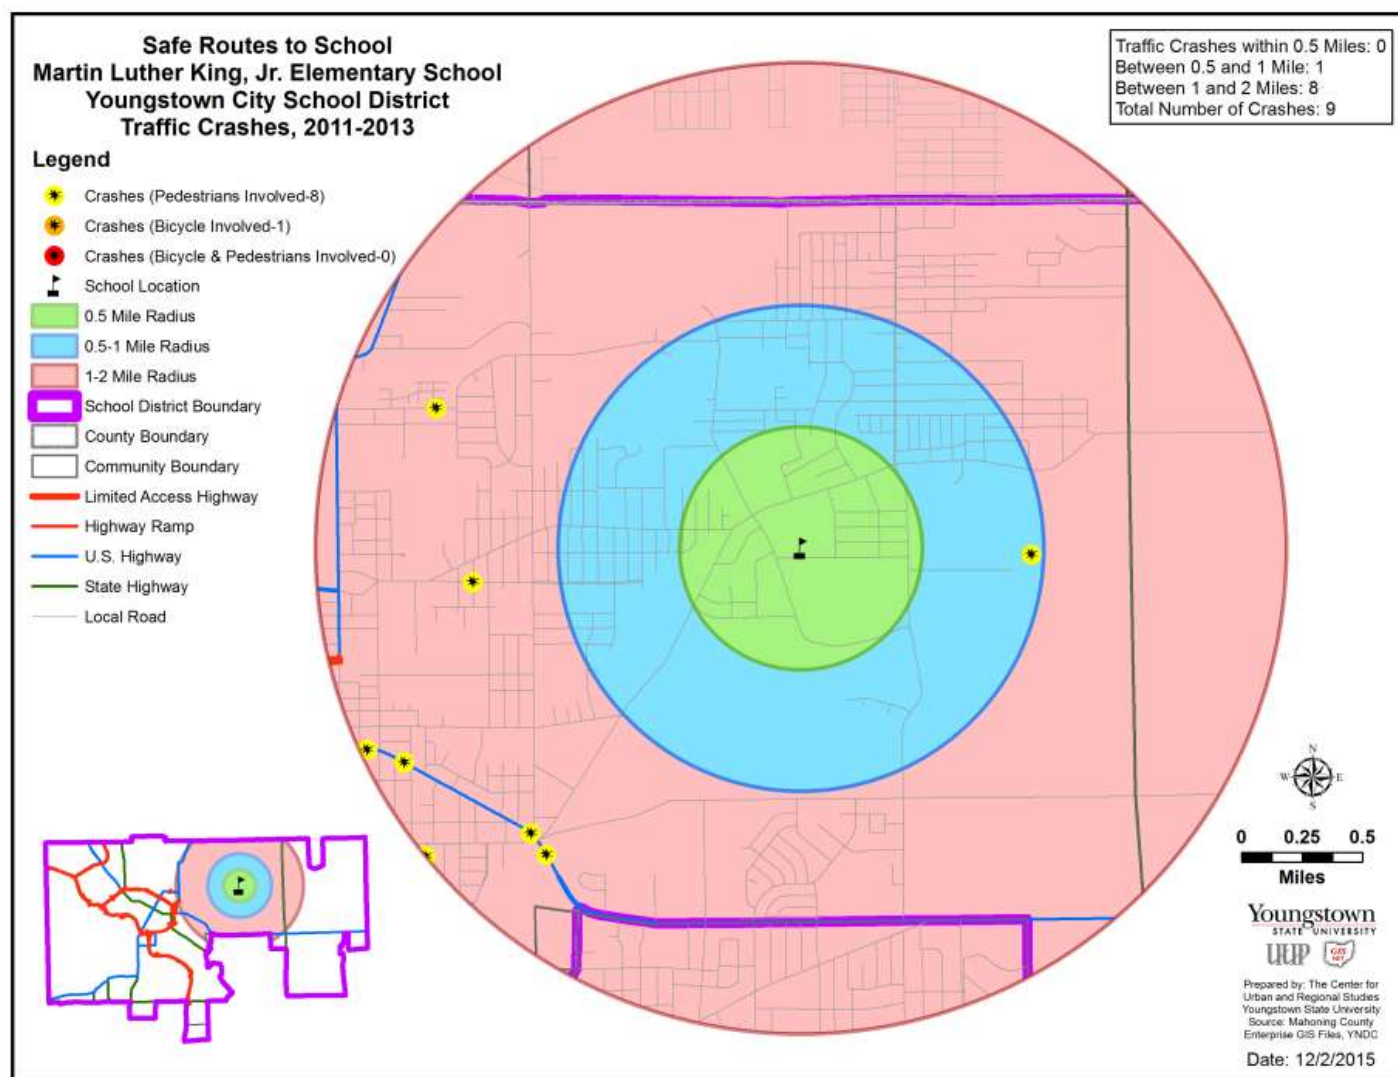 Safe Routes to School
Martin Luther King, Jr. Elementary School
Youngstown City School District
Traffic Crashes, 2011-2013
Traffic Crashes within 0.5 Miles: 0
Between 0.5 and 1 Mile: 1
Between 1 and 2 Miles: 8
Total Number of Crashes: 9
Legend
Crashes (Pedestrians Involved-8)
Crashes (Bicycle Involved-1)
Crashes (Bicycle & Pedestrians Involved-0)
School Location
0.5 Mile Radius
0.5-1 Mile Radius
1-2 Mile Radius
School District Boundary
County Boundary
Community Boundary
Limited Access Highway
Highway Ramp
U.S. Highway
State Highway
Local Road
N
W E
S
0 0.25 0.5
Miles
Youngstown
STATE UNIVERSITY
UUP GIS NET
Prepared by: The Center for
Urban and Regional Studies
Youngstown State University
Source: Mahoning County
Enterprise GIS Files, YNDC
Date: 12/2/2015